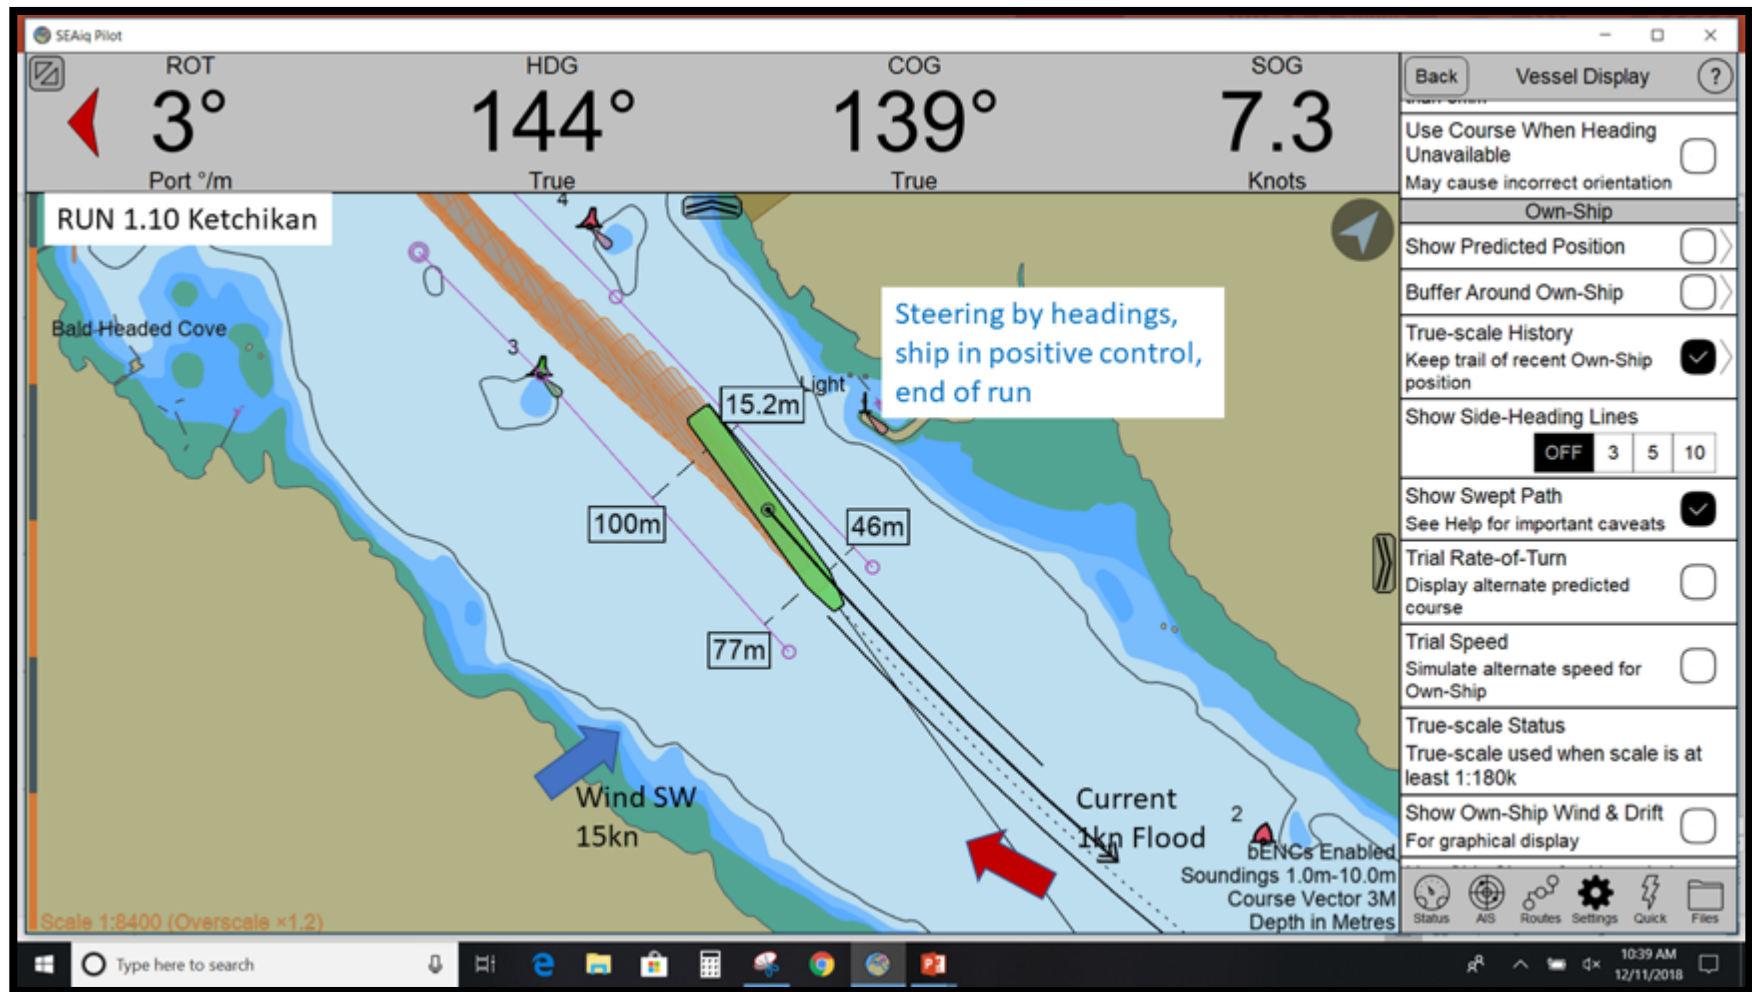 SEAiq Pilot
ROT
3°
Port °/m
HDG
144°
True
COG
139°
True
SOG
7.3
Knots
RUN 1.10 Ketchikan
4
Bald-Headed Cove
3
Light
Steering by headings,
ship in positive control,
end of run
15.2m
100m
46m
77m
Wind SW
15kn
Current
1kn Flood
2
bENCs Enabled
Soundings 1.0m-10.0m
Course Vector 3M
Depth in Metres
Scale 1:8400 (Overscale ×1.2)
Back
Vessel Display
?
Use Course When Heading
Unavailable
May cause incorrect orientation
Own-Ship
Show Predicted Position
Buffer Around Own-Ship
True-scale History
Keep trail of recent Own-Ship
position
Show Side-Heading Lines
OFF 3 5 10
Show Swept Path
See Help for important caveats
Trial Rate-of-Turn
Display alternate predicted
course
Trial Speed
Simulate alternate speed for
Own-Ship
True-scale Status
True-scale used when scale is at
least 1:180k
Show Own-Ship Wind & Drift
For graphical display
Status AIS Routes Settings Quick Files
Type here to search
10:39 AM
12/11/2018